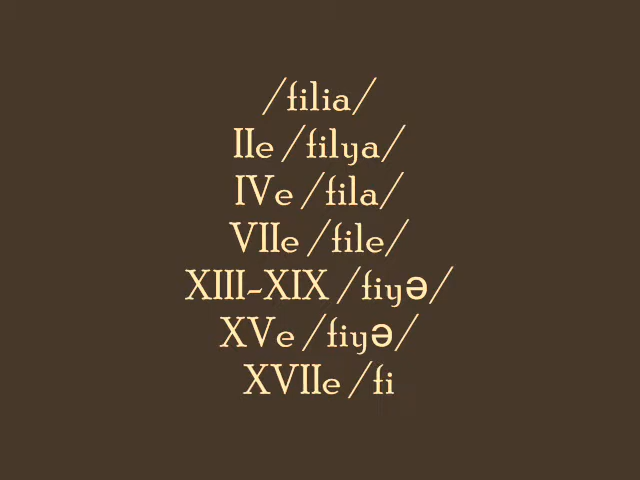 /filia/
IIe /filya/
IVe /fila/
VIIe /file/
XIII-XIX /fiyə/
XVe /fiyə/
XVIIe /fi